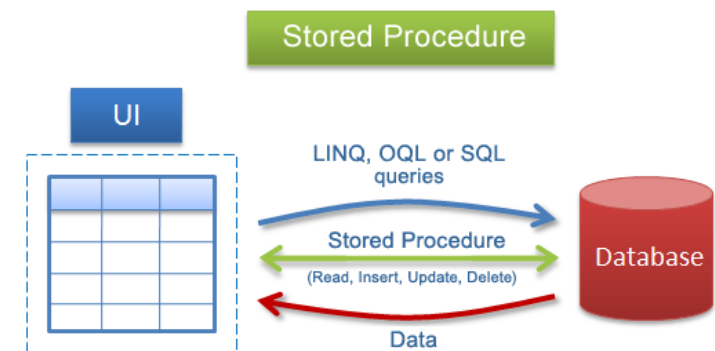 Stored Procedure
UI
LINQ, OQL or SQL
queries
Stored Procedure
(Read, Insert, Update, Delete)
Data
Database